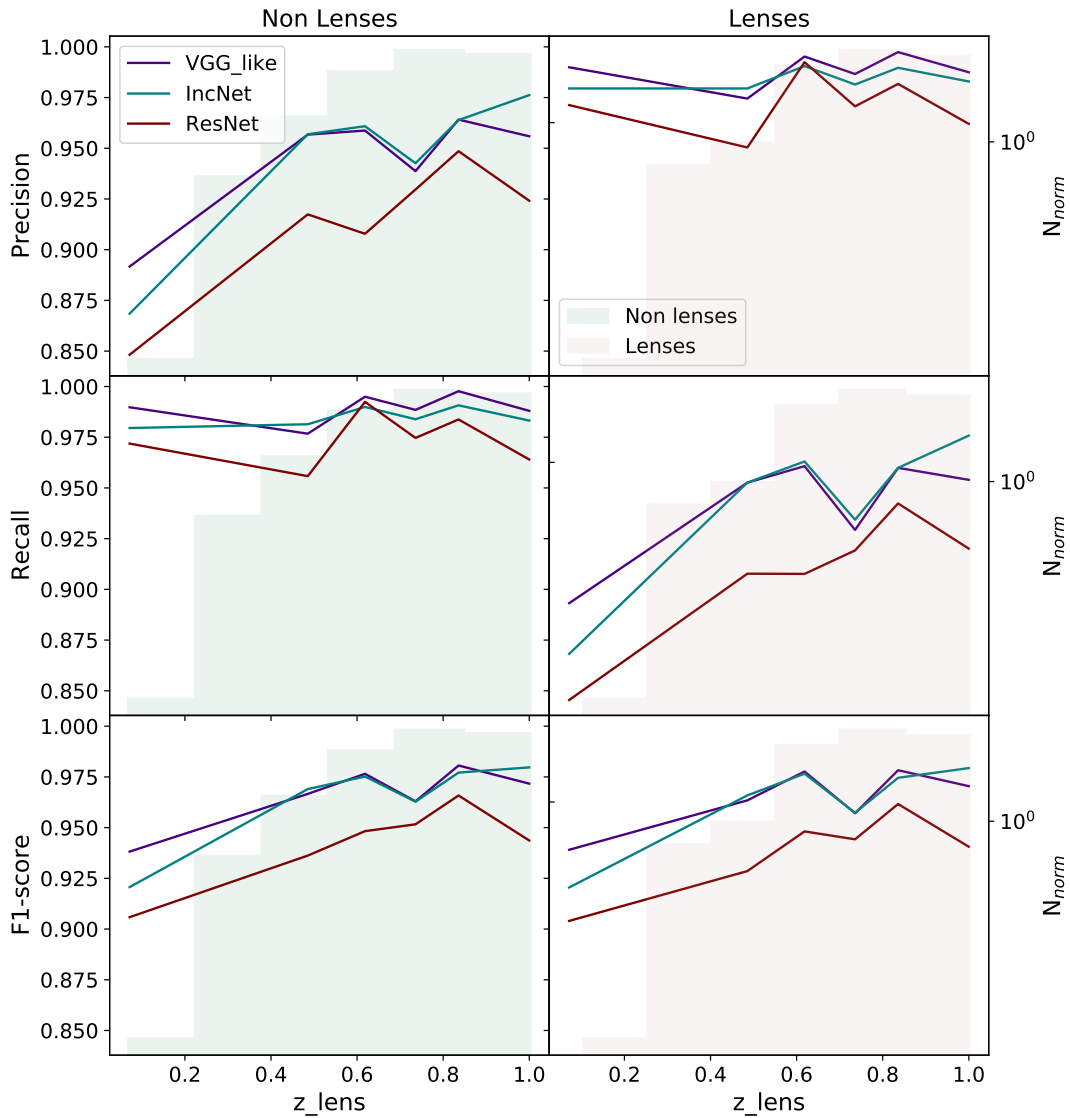 Non Lenses
Lenses
1.000
0.975
0.950
0.925
0.900
0.875
0.850
Precision
VGG_like
IncNet
ResNet
Non lenses
Lenses
10^0
N_norm
1.000
0.975
0.950
0.925
0.900
0.875
0.850
Recall
10^0
N_norm
1.000
0.975
0.950
0.925
0.900
0.875
0.850
F1-score
10^0
N_norm
0.2 0.4 0.6 0.8 1.0
0.2 0.4 0.6 0.8 1.0
z_lens
z_lens